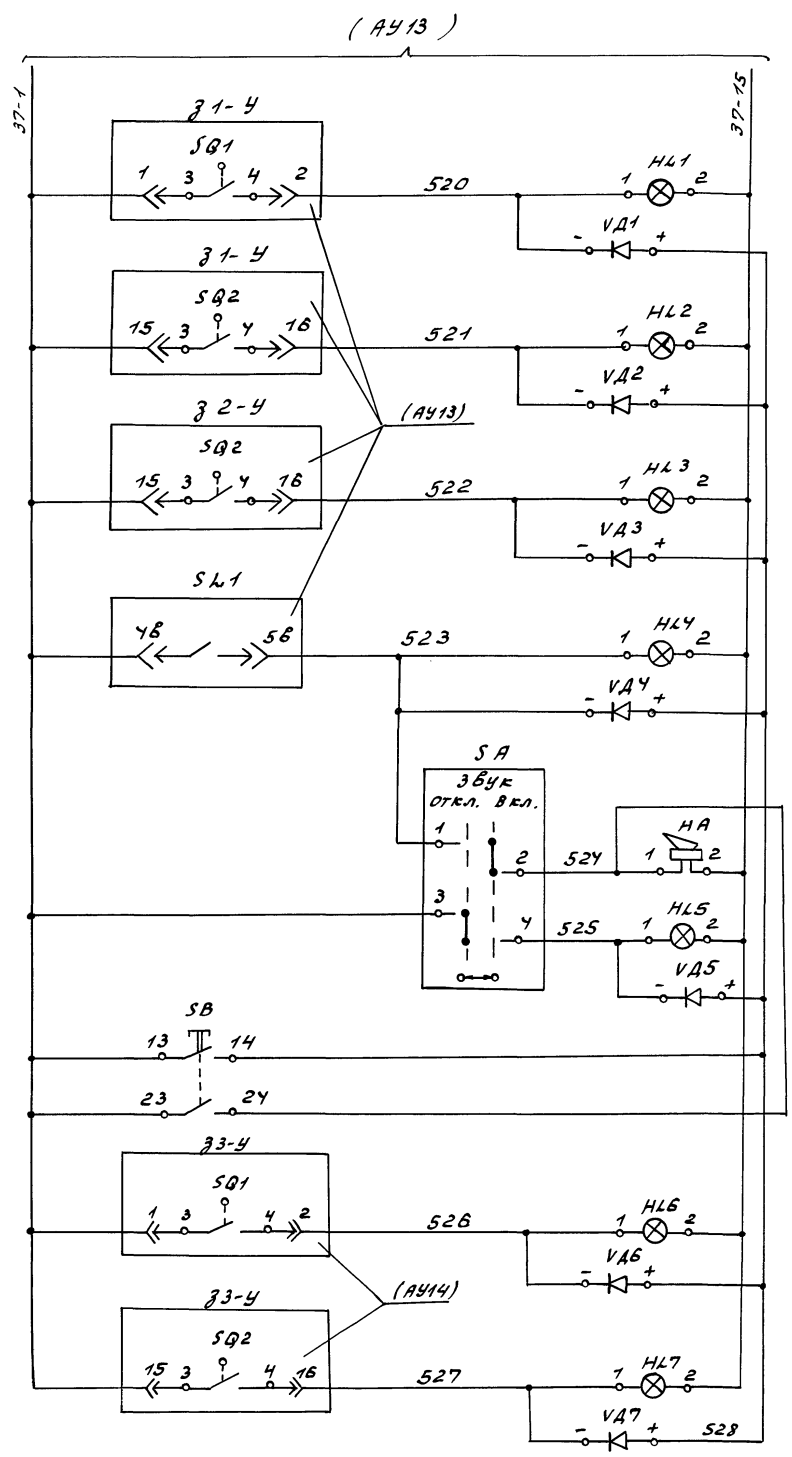 (АУ13)
37-1
37-15
З1-У
SQ1
1 3 4 2
520
HL1
1 2
VД1
- +
З1-У
SQ2
15 3 4 16
521
HL2
1 2
VД2
- +
(АУ13)
З2-У
SQ2
15 3 4 16
522
HL3
1 2
VД3
- +
SL1
4В 5В
523
HL4
1 2
VД4
- +
SA
Звук
откл. Вкл.
1
2
524
HA
1 2
3
4
525
HL5
1 2
VД5
- +
SB
13 14
23 24
З3-У
SQ1
1 3 4 2
526
HL6
1 2
VД6
- +
(АУ14)
З3-У
SQ2
15 3 4 16
527
HL7
1 2
VД7
- +
528